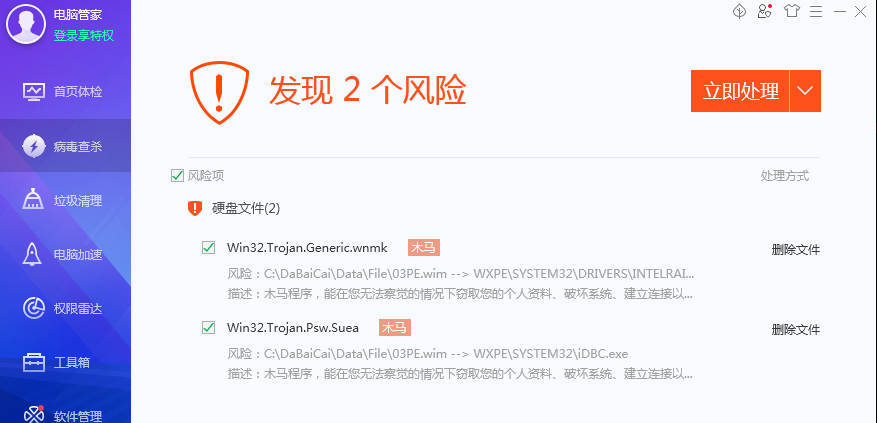 电脑管家
登录享特权
首页体检
病毒查杀
垃圾清理
电脑加速
权限雷达
工具箱
软件管理
发现 2 个风险
立即处理
风险项
处理方式
硬盘文件(2)
Win32.Trojan.Generic.wnmk 木马
删除文件
风险：C:\DaBaiCai\Data\File\03PE.wim --> WXPE\SYSTEM32\DRIVERS\INTELRAI...
描述：木马程序，能在您无法察觉的情况下窃取您的个人资料、破坏系统、建立连接以...
Win32.Trojan.Psw.Suea 木马
删除文件
风险：C:\DaBaiCai\Data\File\03PE.wim --> WXPE\SYSTEM32\iDBC.exe
描述：木马程序，能在您无法察觉的情况下窃取您的个人资料、破坏系统、建立连接以...